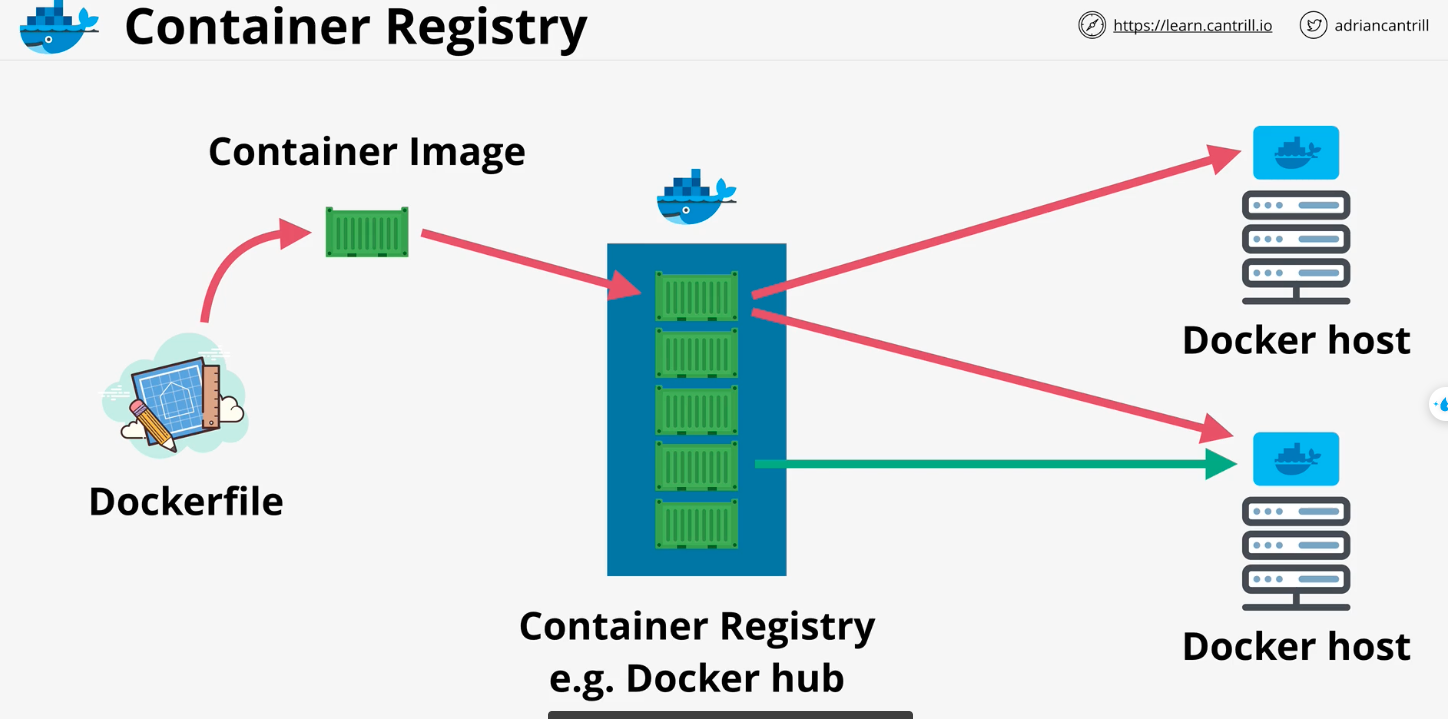 Container Registry
https://learn.cantrill.io
adriancantrill
Container Image
Dockerfile
Container Registry
e.g. Docker hub
Docker host
Docker host